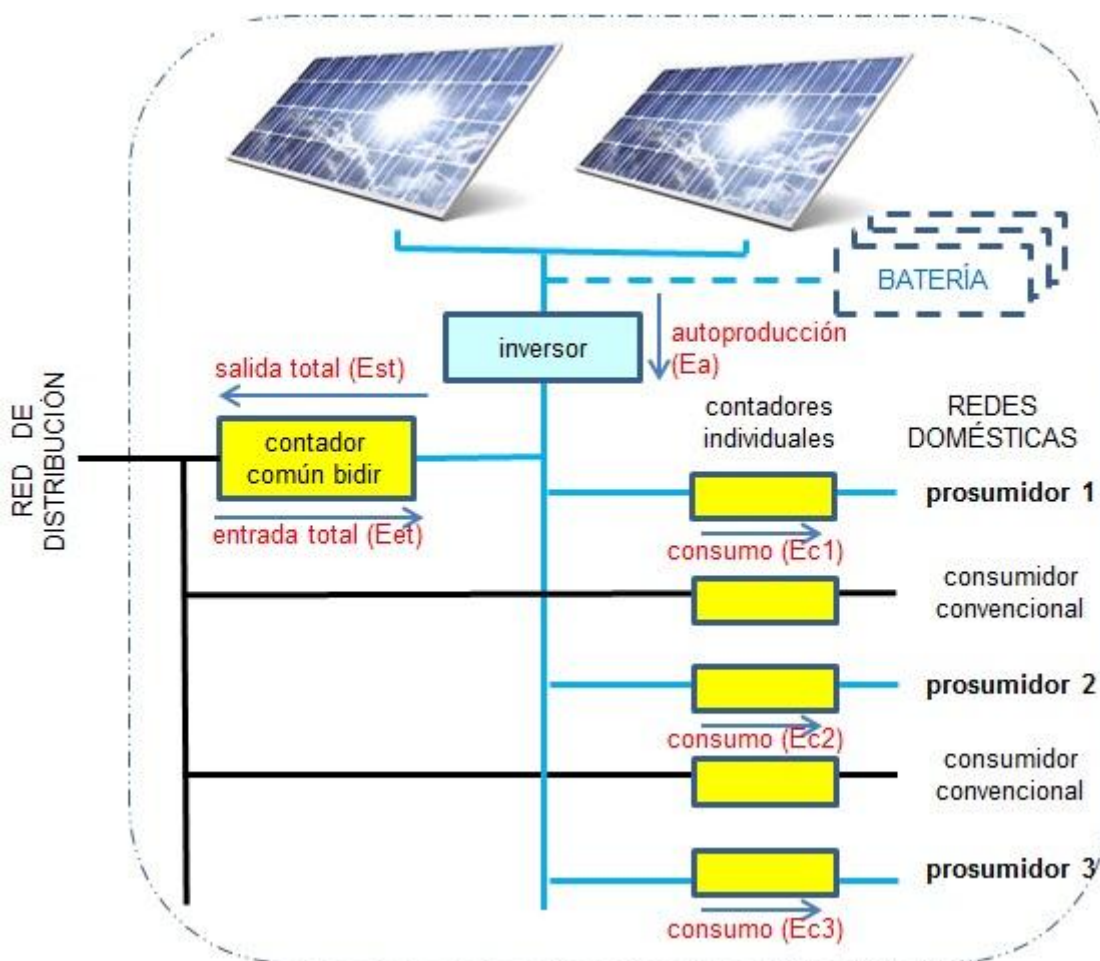 BATERÍA
inversor
autoproducción
(Ea)
salida total (Est)
RED DE
DISTRIBUCIÓN
contador
común bidir
entrada total (Eet)
contadores
individuales
REDES
DOMÉSTICAS
prosumidor 1
consumo (Ec1)
consumidor
convencional
prosumidor 2
consumo (Ec2)
consumidor
convencional
prosumidor 3
consumo (Ec3)